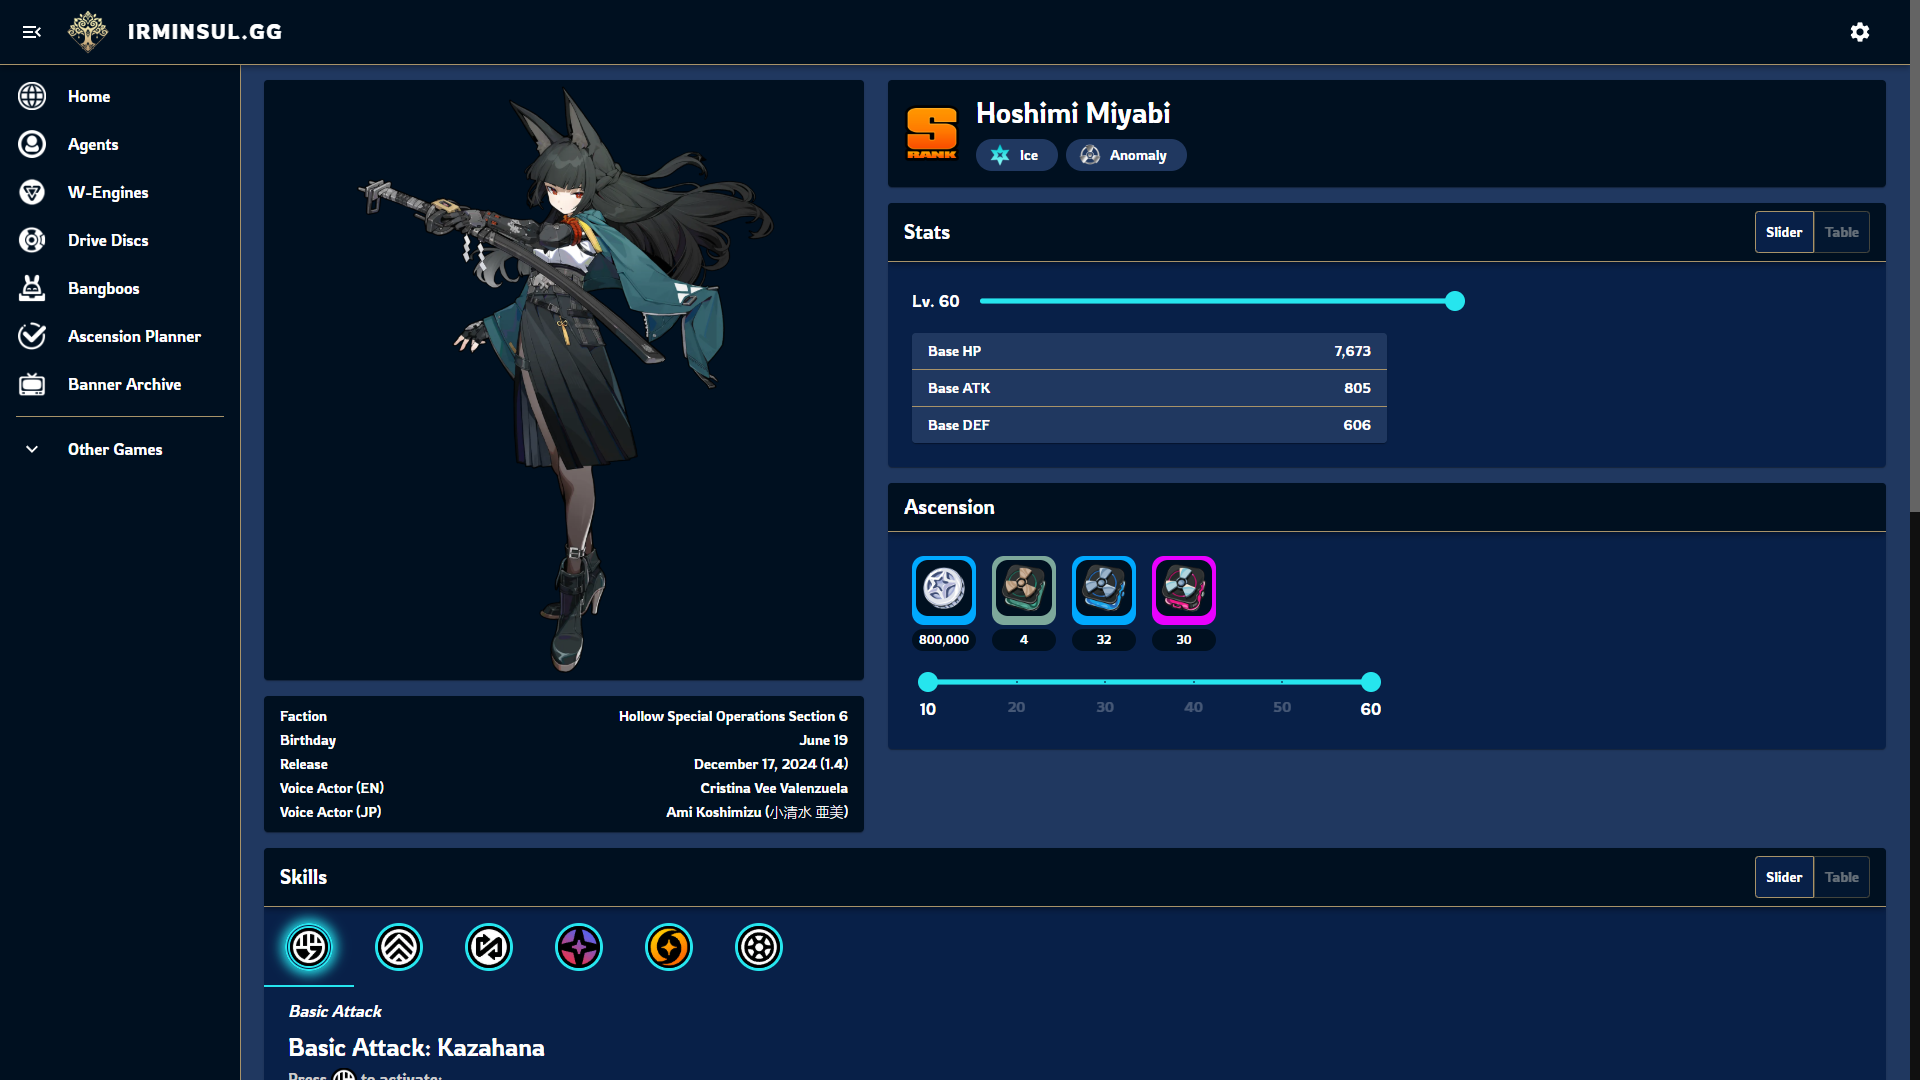 IRMINSUL.GG
Home
Agents
W-Engines
Drive Discs
Bangboos
Ascension Planner
Banner Archive
Other Games
Faction Hollow Special Operations Section 6
Birthday June 19
Release December 17, 2024 (1.4)
Voice Actor (EN) Cristina Vee Valenzuela
Voice Actor (JP) Ami Koshimizu (小清水 亜美)
S RANK
Hoshimi Miyabi
Ice Anomaly
Stats Slider Table
Lv. 60
Base HP 7,673
Base ATK 805
Base DEF 606
Ascension
800,000 4 32 30
10 20 30 40 50 60
Skills Slider Table
Basic Attack
Basic Attack: Kazahana
Press to activate: